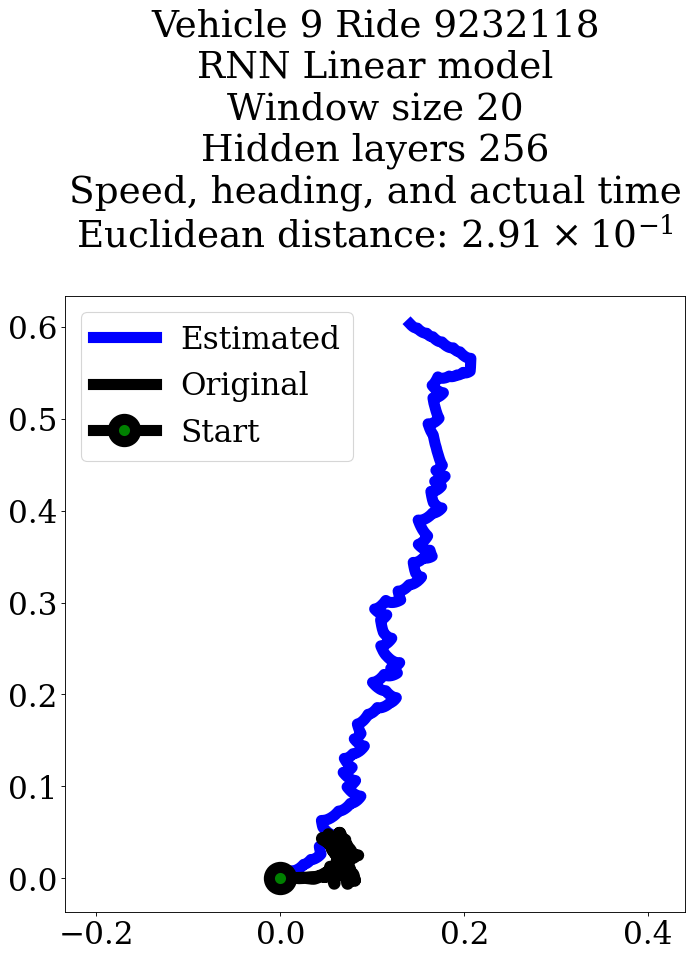 Vehicle 9 Ride 9232118
RNN Linear model
Window size 20
Hidden layers 256
Speed, heading, and actual time
Euclidean distance: 2.91 × 10⁻¹
Estimated
Original
Start
0.6
0.5
0.4
0.3
0.2
0.1
0.0
−0.2
0.0
0.2
0.4